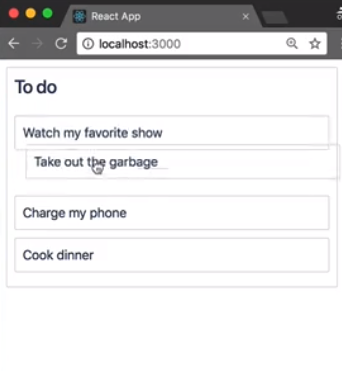 React App
localhost:3000
To do
Watch my favorite show
Take out the garbage
Charge my phone
Cook dinner